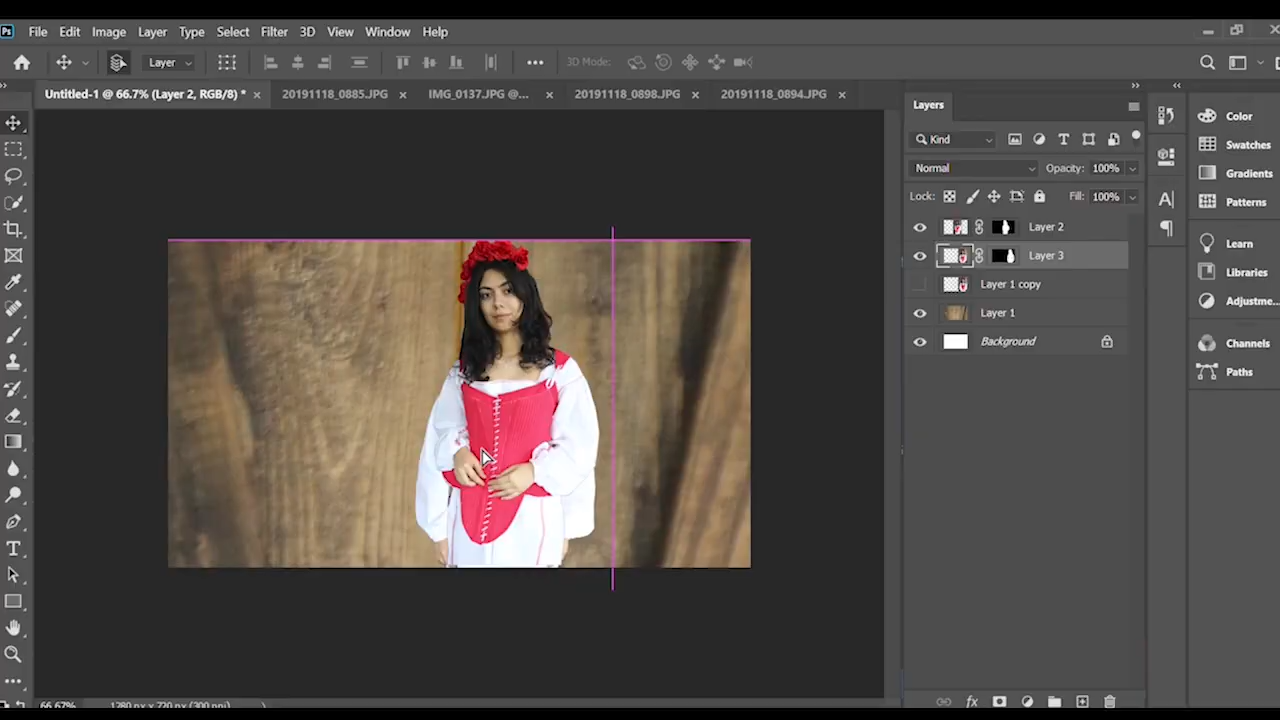 Ps File Edit Image Layer Type Select Filter 3D View Window Help
Layer 3D Mode:
Untitled-1 @ 66.7% (Layer 2, RGB/8) * 20191118_0885.JPG IMG_0137.JPG @... 20191118_0898.JPG 20191118_0894.JPG
Layers
Kind
Normal Opacity: 100%
Lock: Fill: 100%
Layer 2
Layer 3
Layer 1 copy
Layer 1
Background
Color
Swatches
Gradients
Patterns
Learn
Libraries
Adjustme...
Channels
Paths
66.67% 1280 px x 720 px (300 ppi)
fx